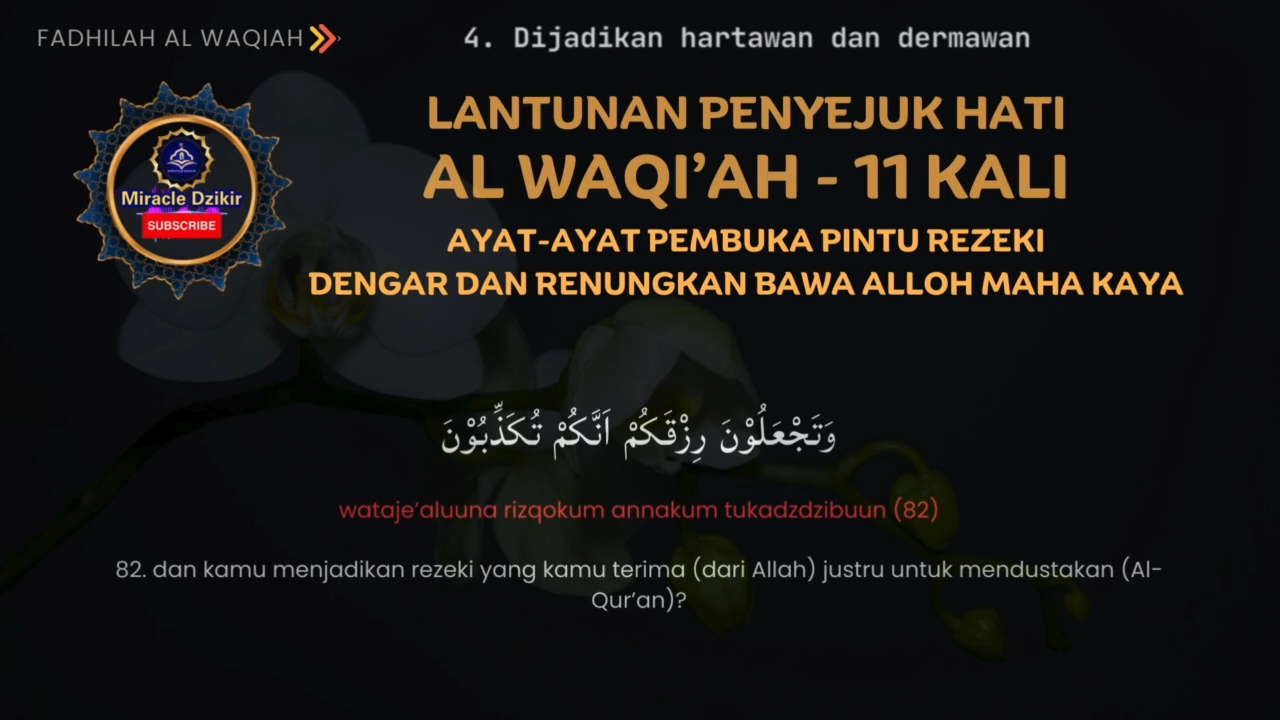 FADHILAH AL WAQIAH
4. Dijadikan hartawan dan dermawan
Miracle Dzikir
SUBSCRIBE
LANTUNAN PENYEJUK HATI
AL WAQI’AH - 11 KALI
AYAT-AYAT PEMBUKA PINTU REZEKI
DENGAR DAN RENUNGKAN BAWA ALLOH MAHA KAYA
وَتَجْعَلُوْنَ رِزْقَكُمْ اَنَّكُمْ تُكَذِّبُوْنَ
wataje’aluuna rizqokum annakum tukadzdzibuun (82)
82. dan kamu menjadikan rezeki yang kamu terima (dari Allah) justru untuk mendustakan (Al-
Qur’an)?